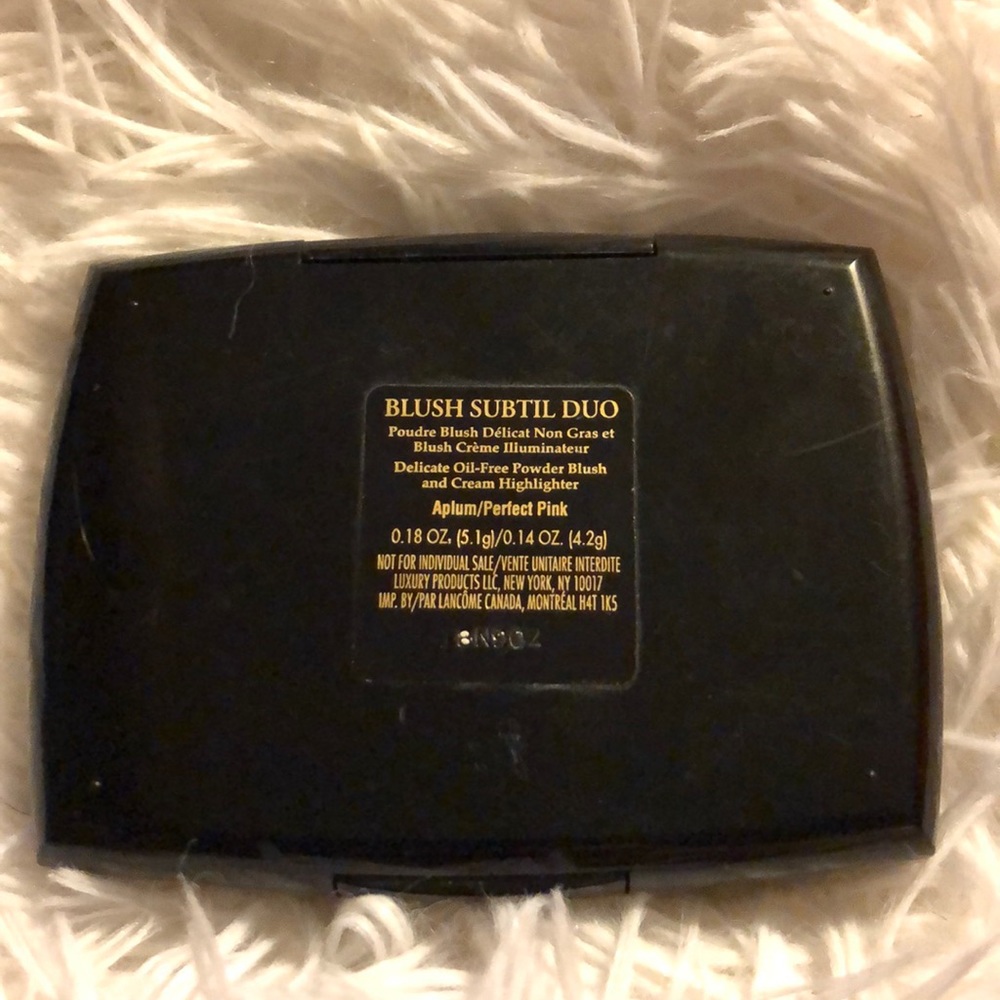 BLUSH SUBTIL DUO
Poudre Blush Délicat Non Gras et
Blush Crème Illuminateur
Delicate Oil-Free Powder Blush
and Cream Highlighter
Aplum/Perfect Pink
0.18 OZ. (5.1g)/0.14 OZ. (4.2g)
NOT FOR INDIVIDUAL SALE/VENTE UNITAIRE INTERDITE
LUXURY PRODUCTS LLC, NEW YORK, NY 10017
IMP. BY/PAR LANCÔME CANADA, MONTRÉAL H4T 1K5